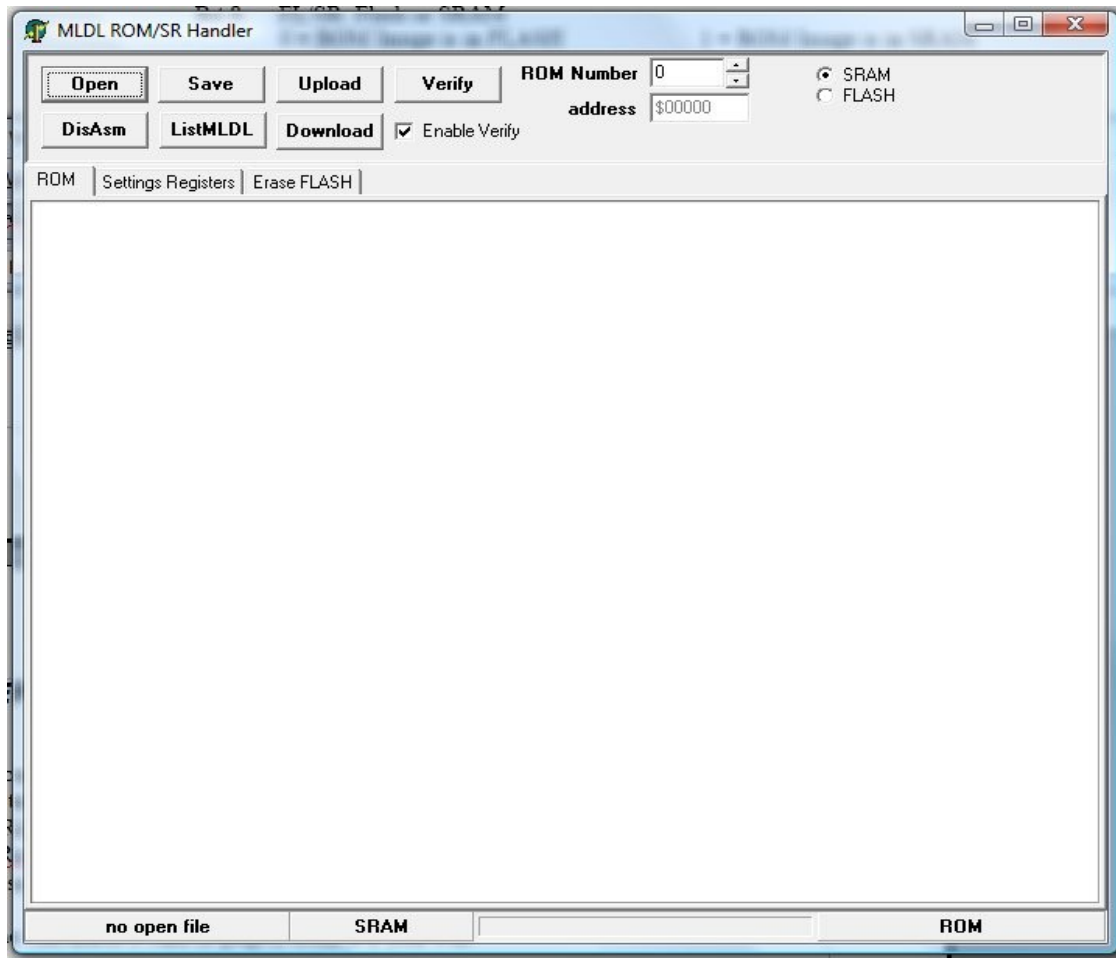 MLDL ROM/SR Handler
Open Save Upload Verify ROM Number 0 SRAM
address $00000 FLASH
DisAsm ListMLDL Download Enable Verify
ROM Settings Registers Erase FLASH
no open file SRAM ROM